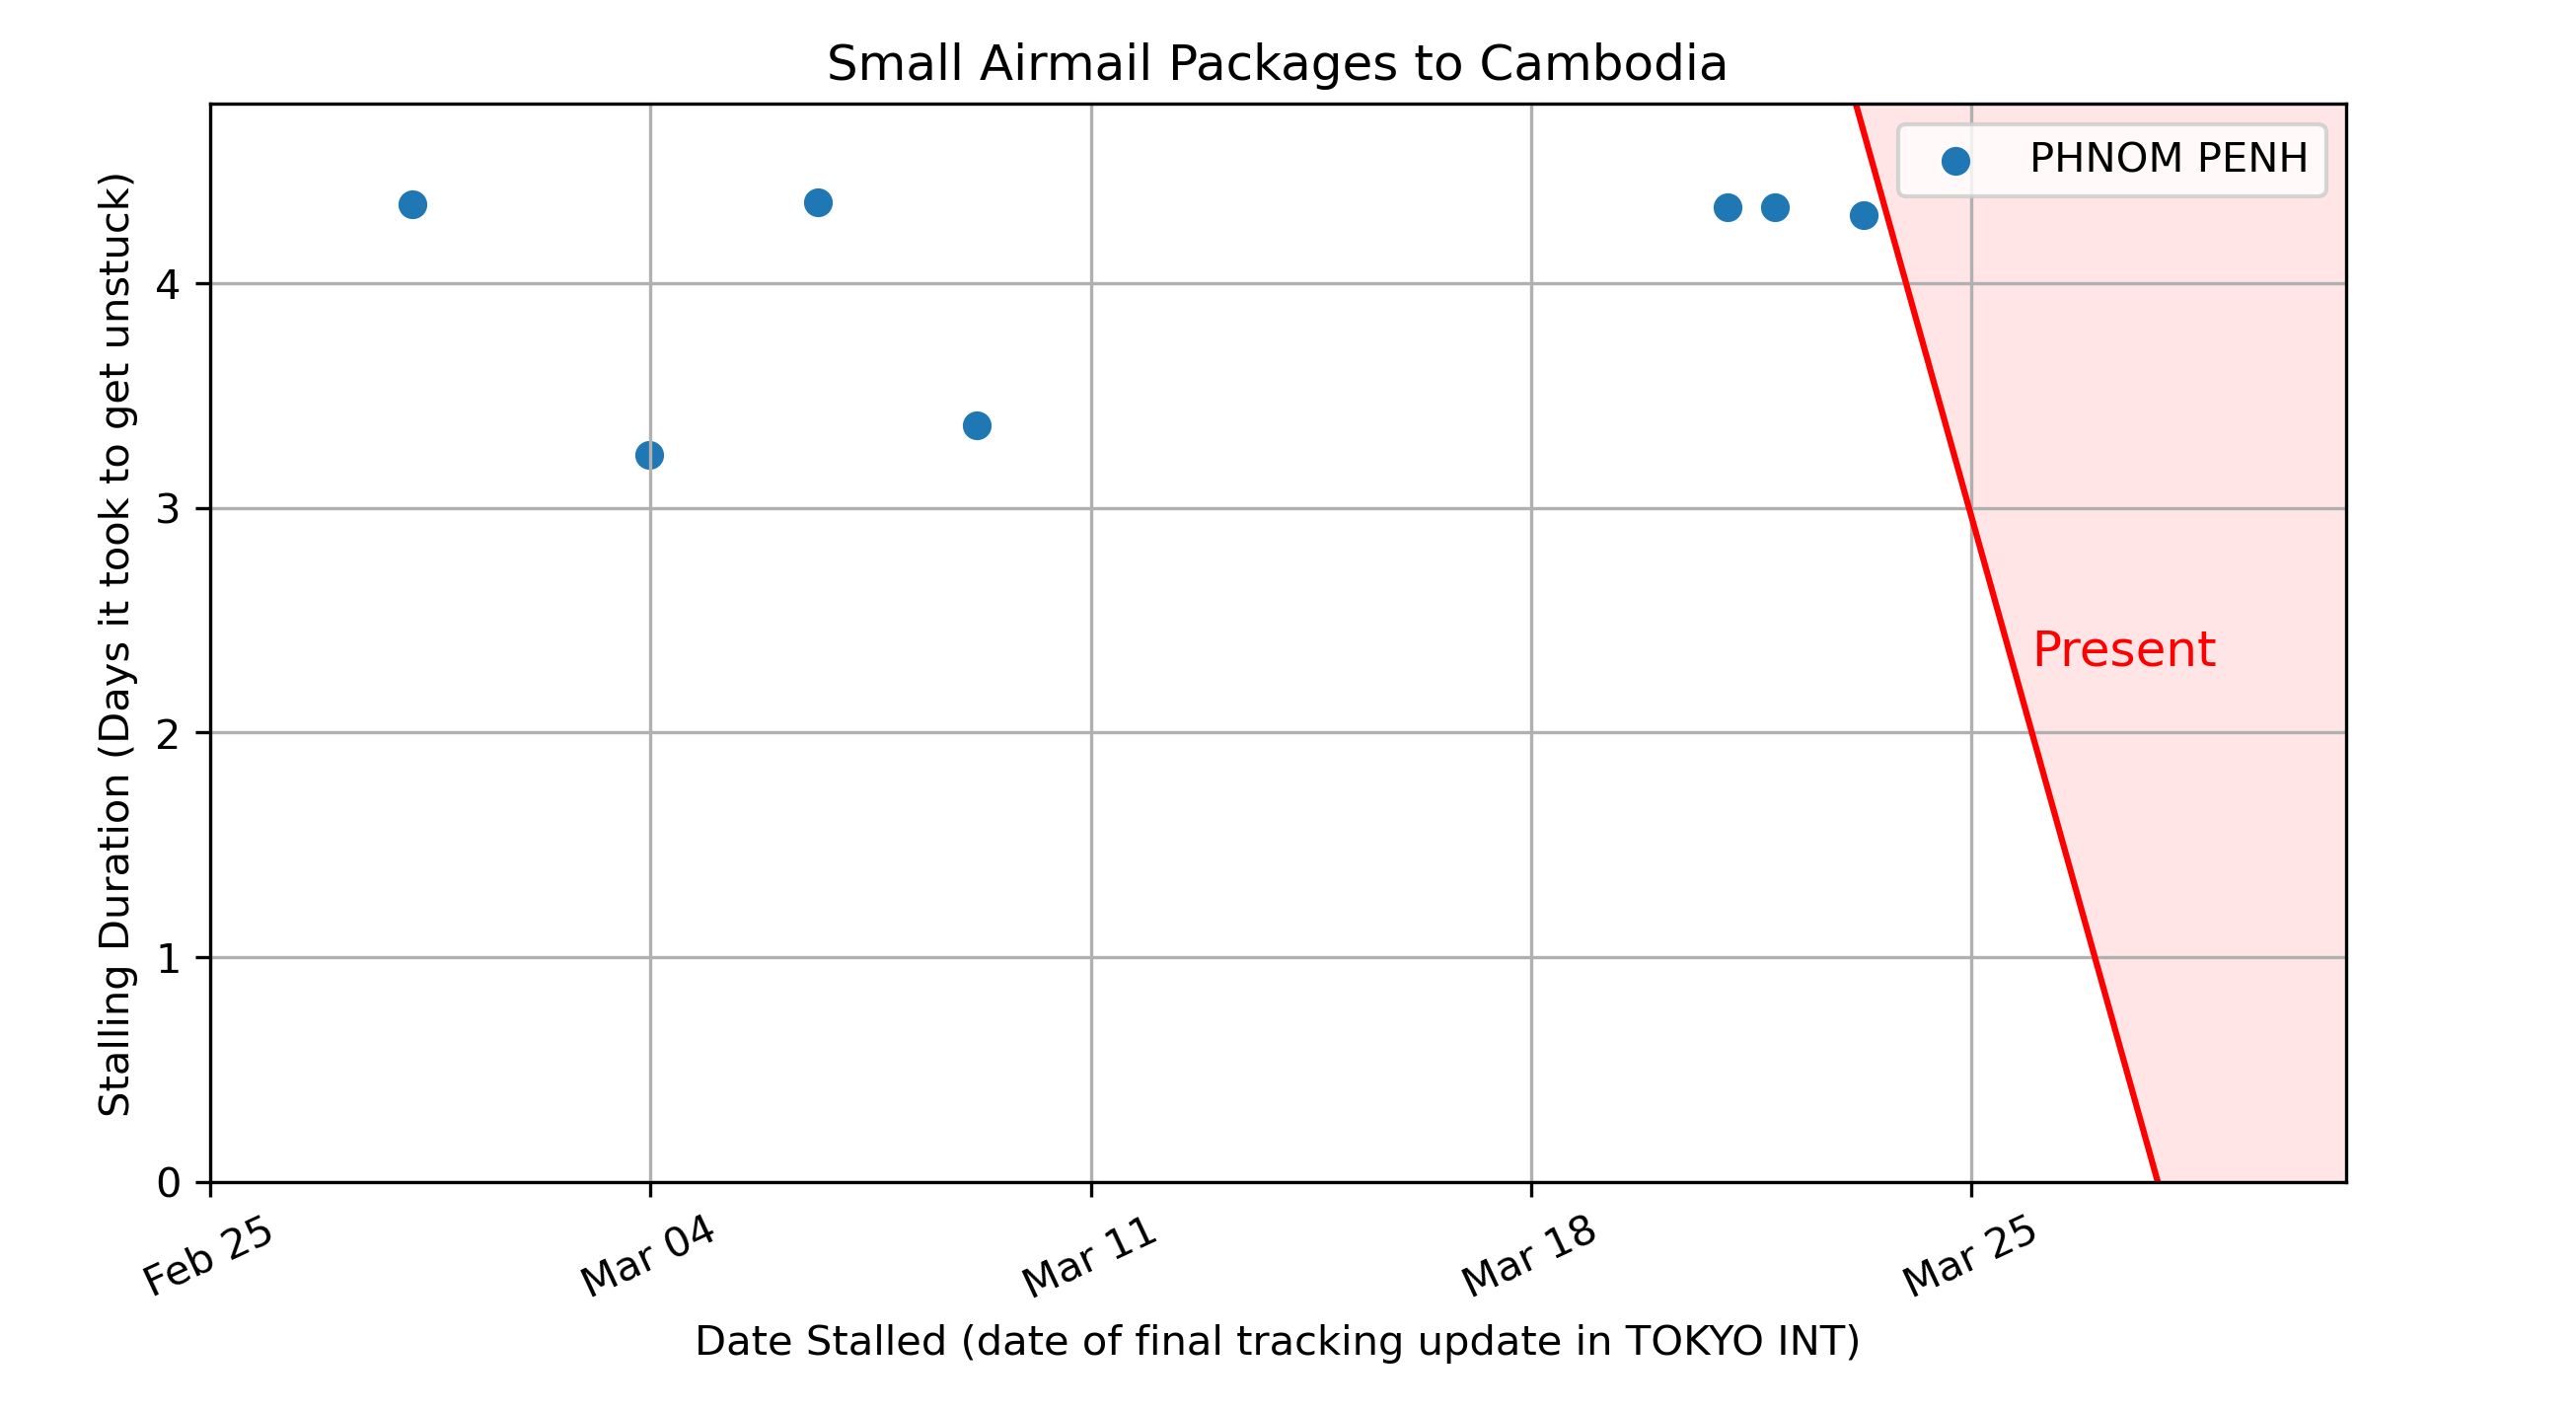 Small Airmail Packages to Cambodia
PHNOM PENH
Present
Stalling Duration (Days it took to get unstuck)
4
3
2
1
0
Feb 25
Mar 04
Mar 11
Mar 18
Mar 25
Date Stalled (date of final tracking update in TOKYO INT)